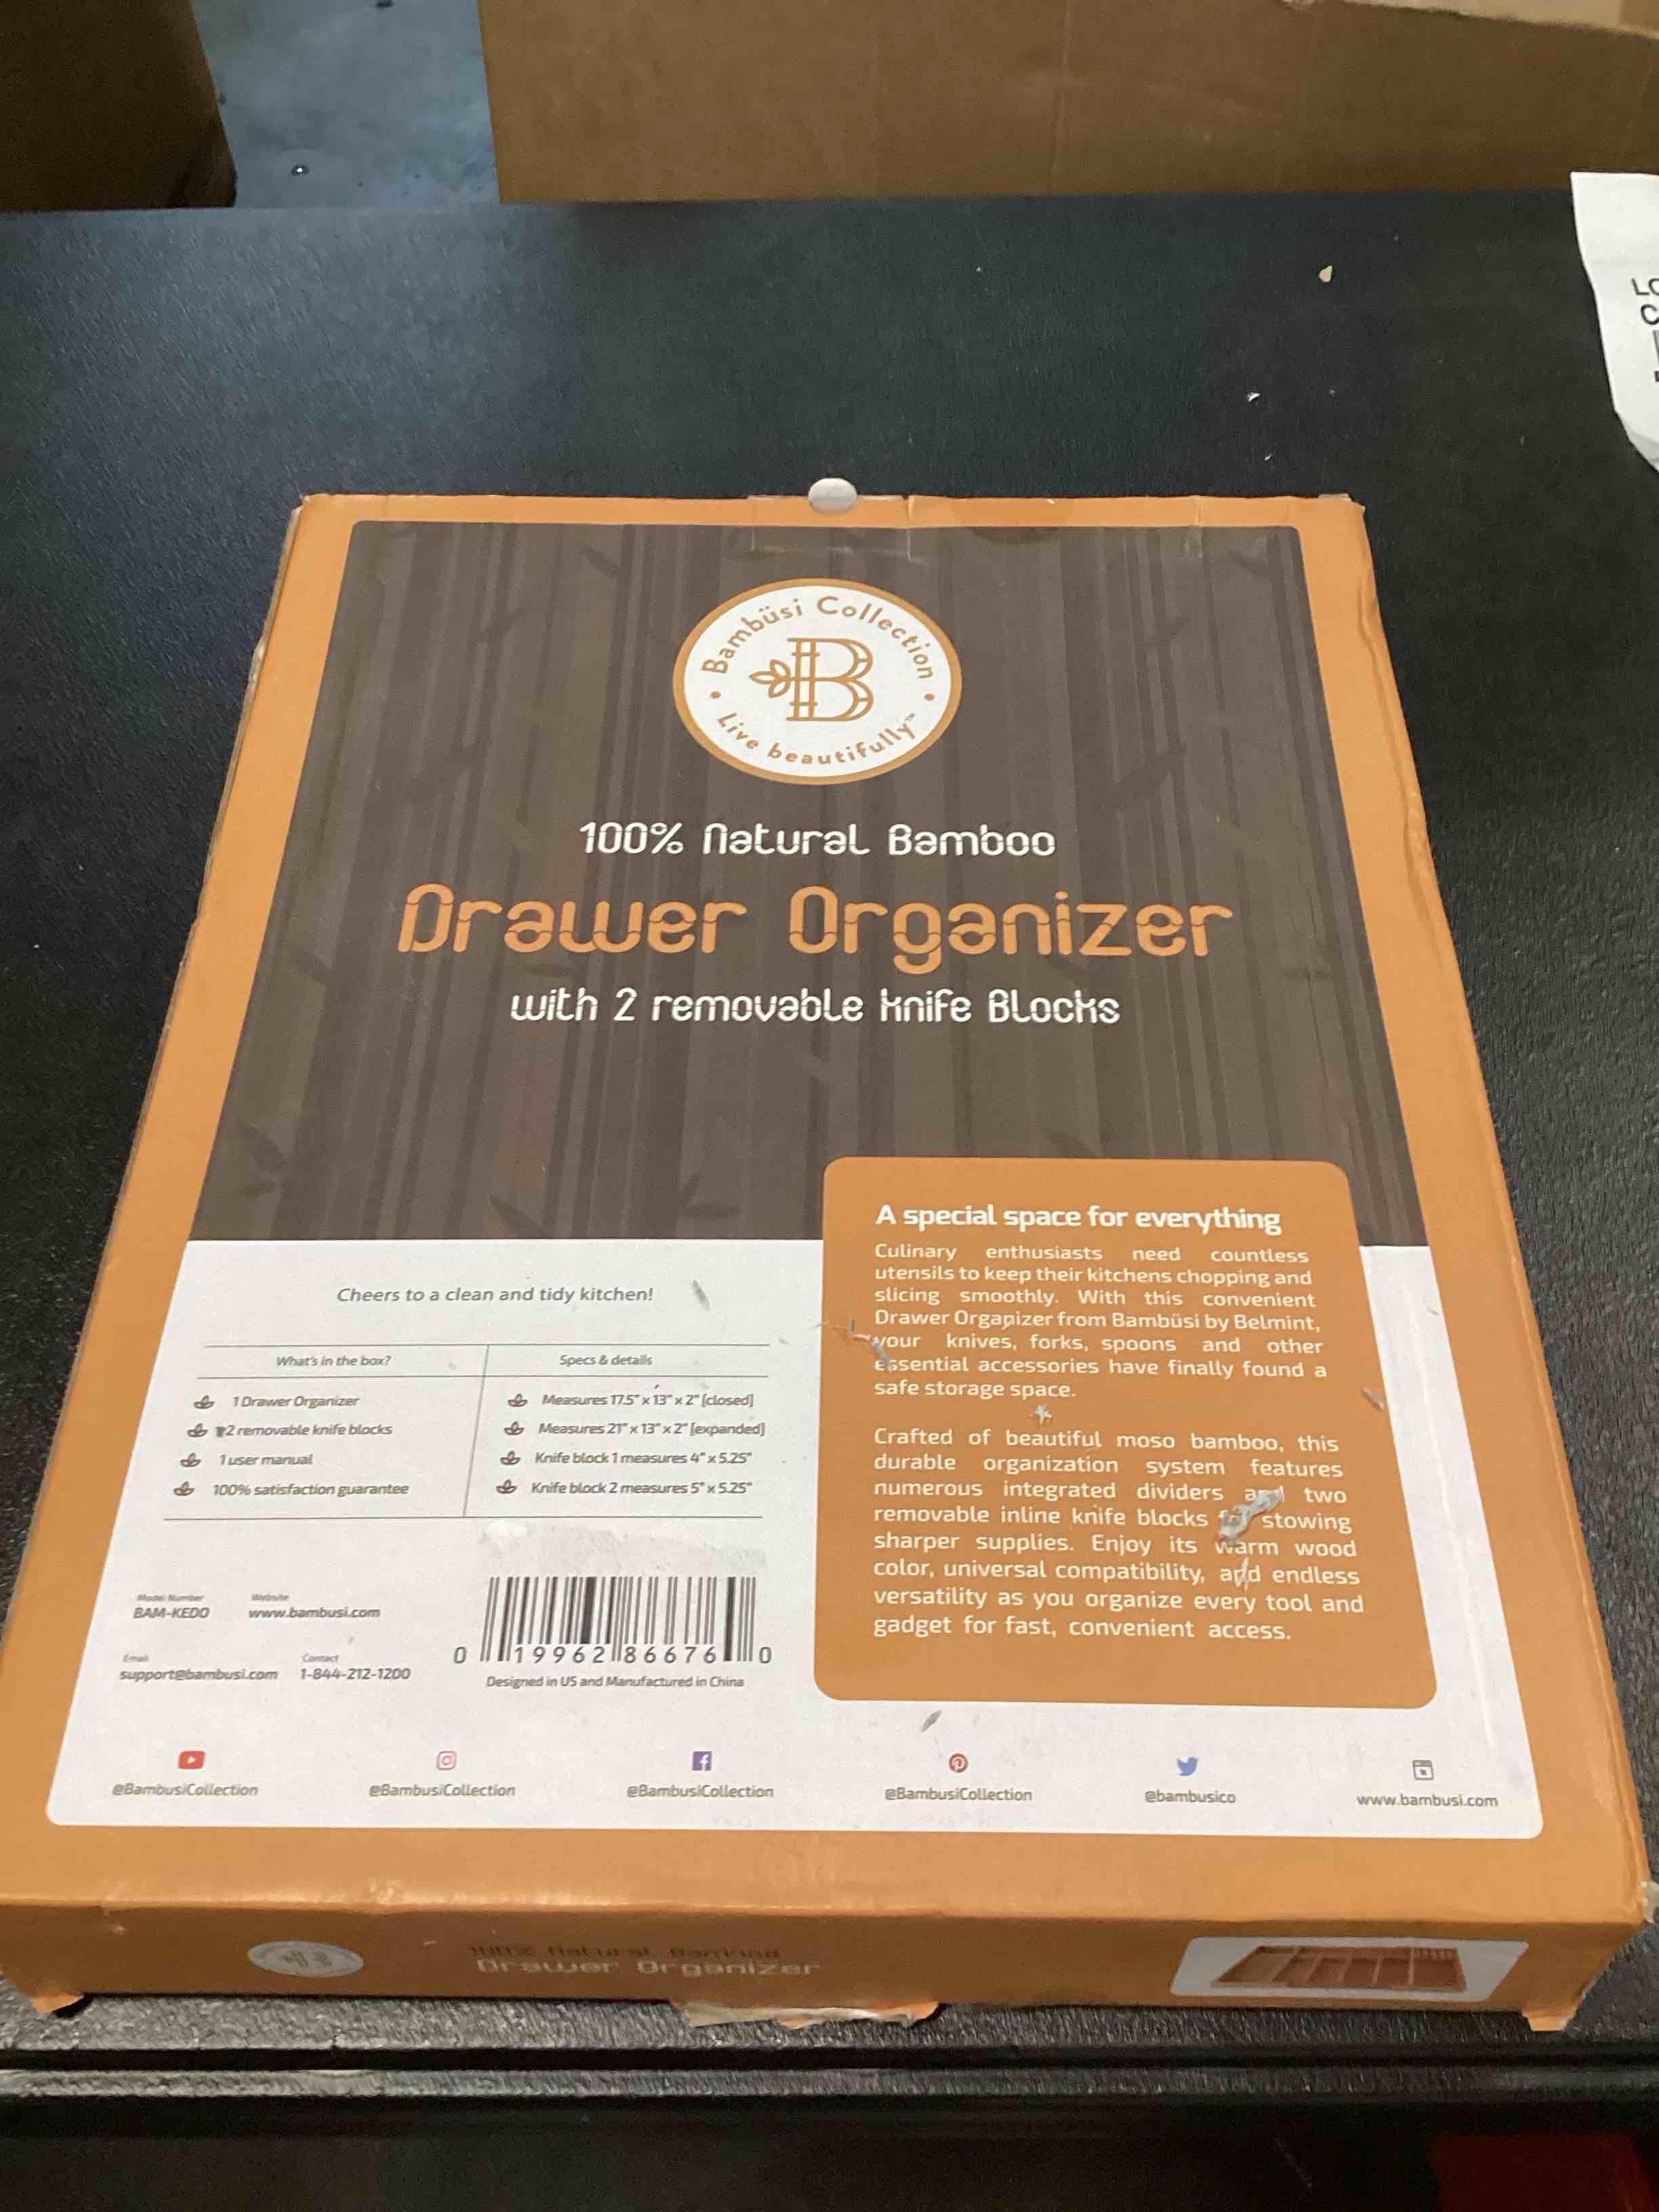 LO
C
Bambüsi Collection
B
Live beautifully™
100% Natural Bamboo
Drawer Organizer
with 2 removable knife Blocks
A special space for everything
Culinary enthusiasts need countless
utensils to keep their kitchens chopping and
slicing smoothly. With this convenient
Drawer Organizer from Bambüsi by Belmint,
your knives, forks, spoons and other
essential accessories have finally found a
safe storage space.
Crafted of beautiful moso bamboo, this
durable organization system features
numerous integrated dividers and two
removable inline knife blocks for stowing
sharper supplies. Enjoy its warm wood
color, universal compatibility, and endless
versatility as you organize every tool and
gadget for fast, convenient access.
Cheers to a clean and tidy kitchen!
What's in the box?
1 Drawer Organizer
2 removable knife blocks
1 user manual
100% satisfaction guarantee
Specs & details
Measures 17.5" x 13" x 2" [closed]
Measures 21" x 13" x 2" [expanded]
Knife block 1 measures 4" x 5.25"
Knife block 2 measures 5" x 5.25"
Model Number
BAM-KEDO
Website
www.bambusi.com
Email
support@bambusi.com
Contact
1-844-212-1200
0 19962 86676 0
Designed in US and Manufactured in China
@BambusiCollection
@BambusiCollection
@BambusiCollection
@BambusiCollection
@bambusico
www.bambusi.com
100% Natural Bamboo
Drawer Organizer